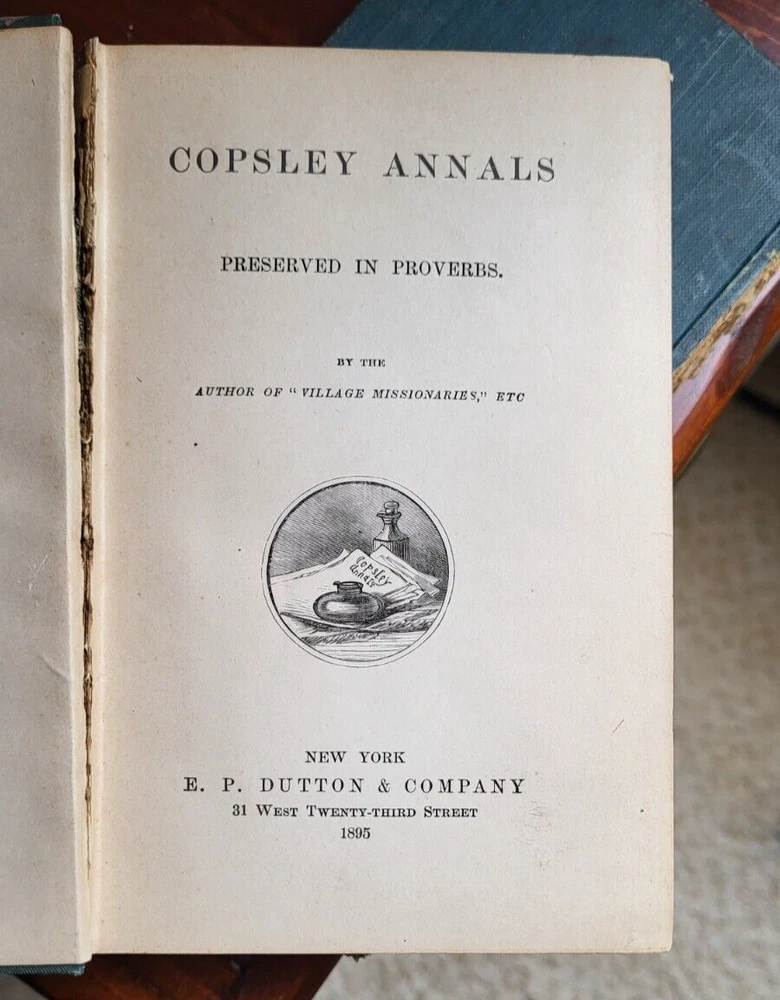 COPSLEY ANNALS
PRESERVED IN PROVERBS.
BY THE
AUTHOR OF "VILLAGE MISSIONARIES," ETC
Copsley
Annals
NEW YORK
E. P. DUTTON & COMPANY
31 WEST TWENTY-THIRD STREET
1895